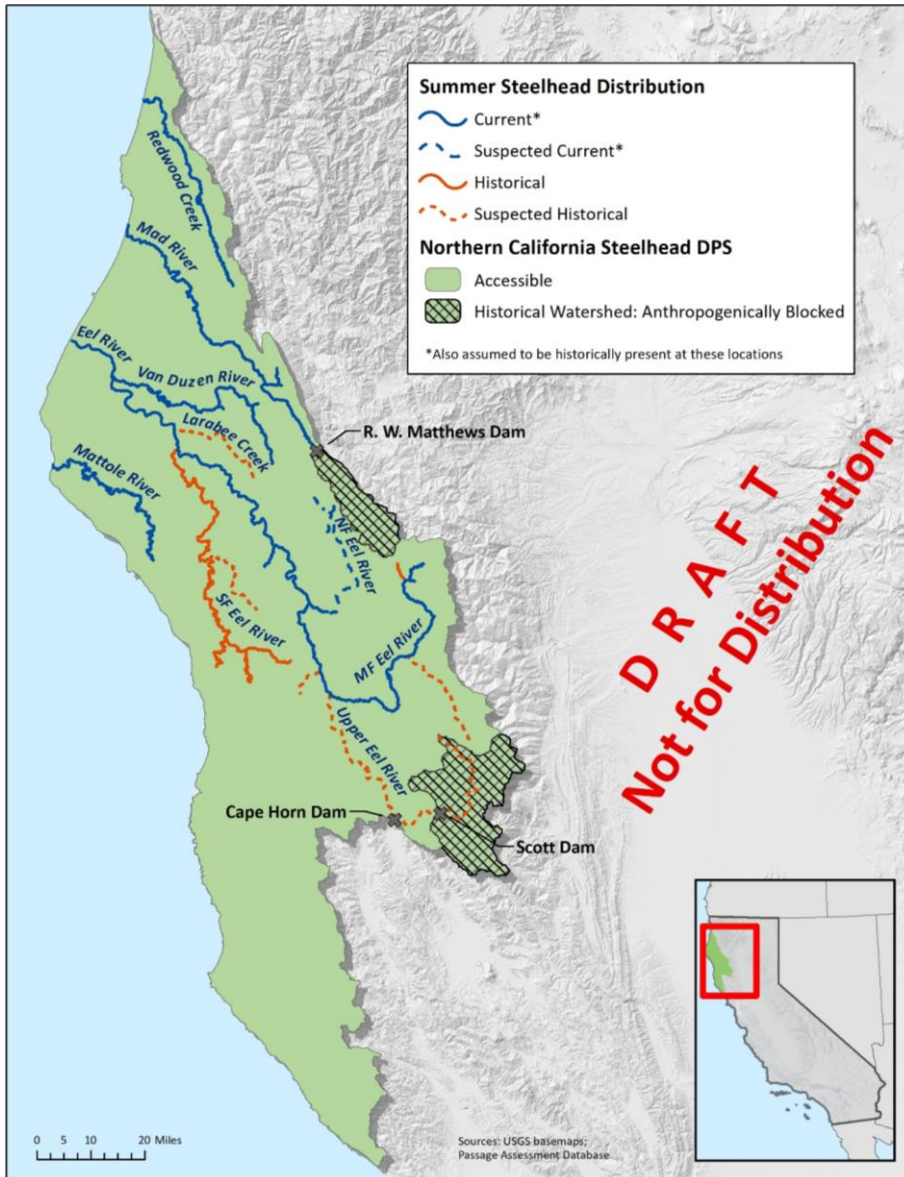 Summer Steelhead Distribution
Current*
Suspected Current*
Historical
Suspected Historical
Northern California Steelhead DPS
Accessible
Historical Watershed: Anthropogenically Blocked
*Also assumed to be historically present at these locations
Redwood Creek
Mad River
Eel River
Van Duzen River
Larabee Creek
R. W. Matthews Dam
Mattole River
NF Eel River
SF Eel River
MF Eel River
Upper Eel River
Cape Horn Dam
Scott Dam
DRAFT
Not for Distribution
0 5 10 20 Miles
Sources: USGS basemaps;
Passage Assessment Database